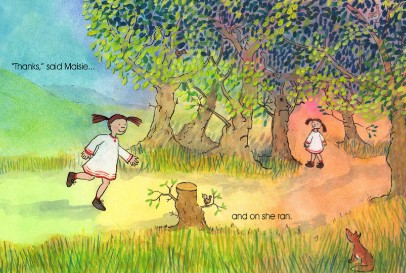 "Thanks," said Maisie...
and on she ran.